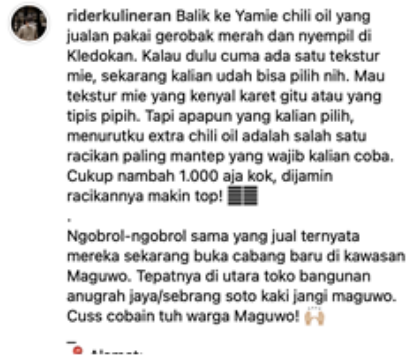 riderkulineran Balik ke Yamie chili oil yang
jualan pakai gerobak merah dan nyempil di
Kledokan. Kalau dulu cuma ada satu tekstur
mie, sekarang kalian udah bisa pilih nih. Mau
tekstur mie yang kenyal karet gitu atau yang
tipis pipih. Tapi apapun yang kalian pilih,
menurutku extra chili oil adalah salah satu
racikan paling mantep yang wajib kalian coba.
Cukup nambah 1.000 aja kok, dijamin
racikannya makin top!
.
Ngobrol-ngobrol sama yang jual ternyata
mereka sekarang buka cabang baru di kawasan
Maguwo. Tepatnya di utara toko bangunan
anugrah jaya/sebrang soto kaki jangi maguwo.
Cuss cobain tuh warga Maguwo! 🙌🏼
_